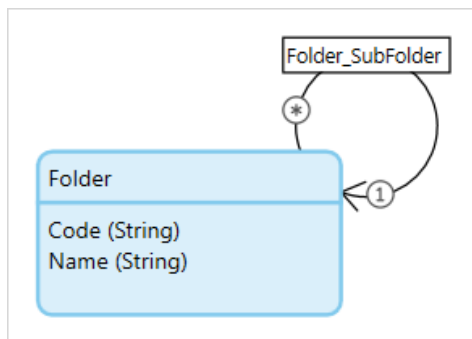 Folder_SubFolder
*
Folder
1
Code (String)
Name (String)